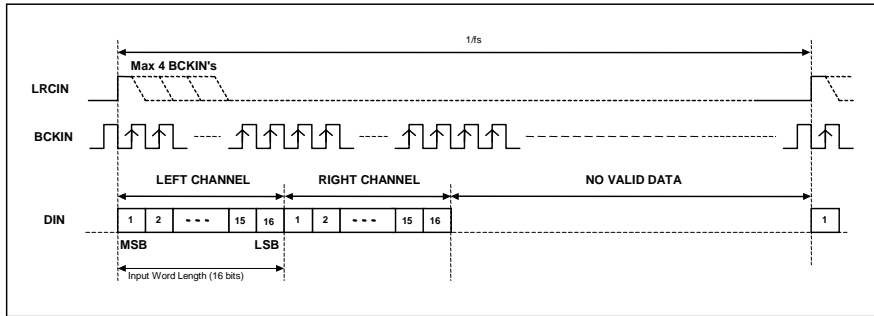 1/fs
Max 4 BCKIN's
LRCIN
BCKIN
LEFT CHANNEL RIGHT CHANNEL NO VALID DATA
DIN 1 2 15 16 1 2 15 16 1
MSB LSB
Input Word Length (16 bits)